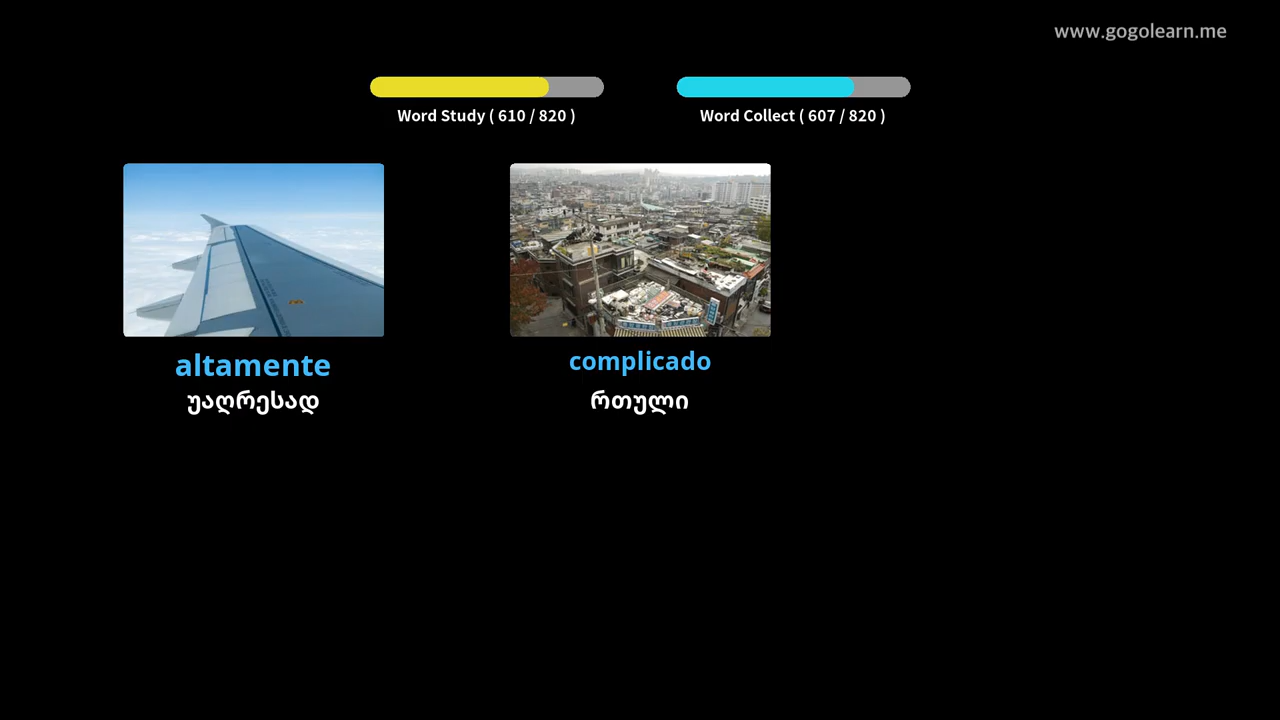 www.gogolearn.me
Word Study ( 610 / 820 )
Word Collect ( 607 / 820 )
altamente
უაღრესად
complicado
რთული